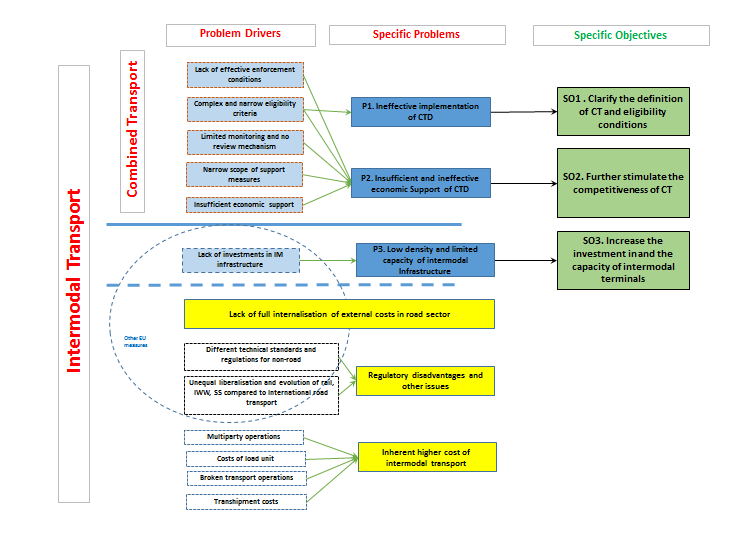 Problem Drivers
Specific Problems
Specific Objectives
Intermodal Transport
Combined Transport
Lack of effective enforcement
conditions
Complex and narrow eligibility
criteria
Limited monitoring and no
review mechanism
Narrow scope of support
measures
Insufficient economic support
P1. Ineffective implementation
of CTD
P2. Insufficient and ineffective
economic Support of CTD
SO1 . Clarify the definition
of CT and eligibility
conditions
SO2. Further stimulate the
competitiveness of CT
Lack of investments in IM
infrastructure
P3. Low density and limited
capacity of intermodal
Infrastructure
SO3. Increase the
investment in and the
capacity of intermodal
terminals
Lack of full internalisation of external costs in road sector
Other EU
measures
Different technical standards and
regulations for non-road
Unequal liberalisation and evolution of rail,
IWW, SS compared to international road
transport
Regulatory disadvantages and
other issues
Multiparty operations
Costs of load unit
Broken transport operations
Transhipment costs
Inherent higher cost of
intermodal transport